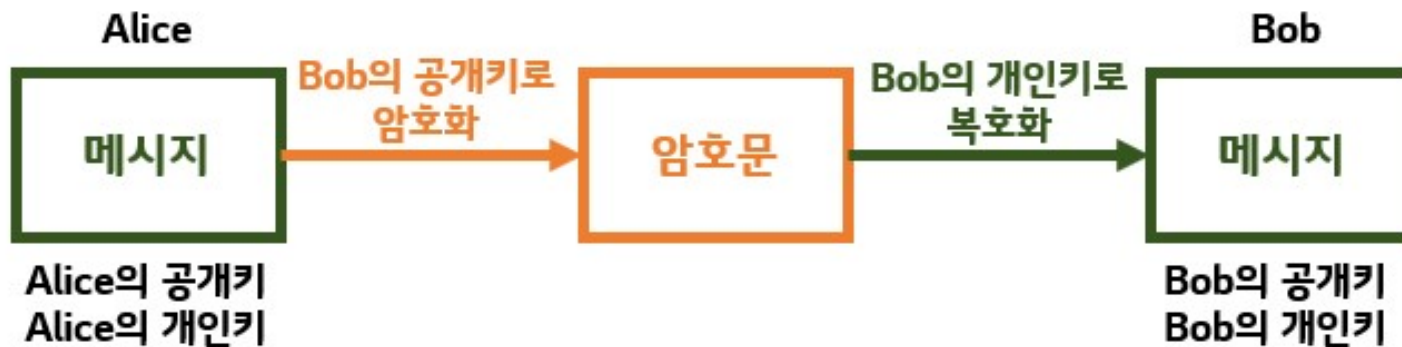 Alice
Bob
Bob의 공개키로
암호화
Bob의 개인키로
복호화
메시지
암호문
메시지
Alice의 공개키
Alice의 개인키
Bob의 공개키
Bob의 개인키